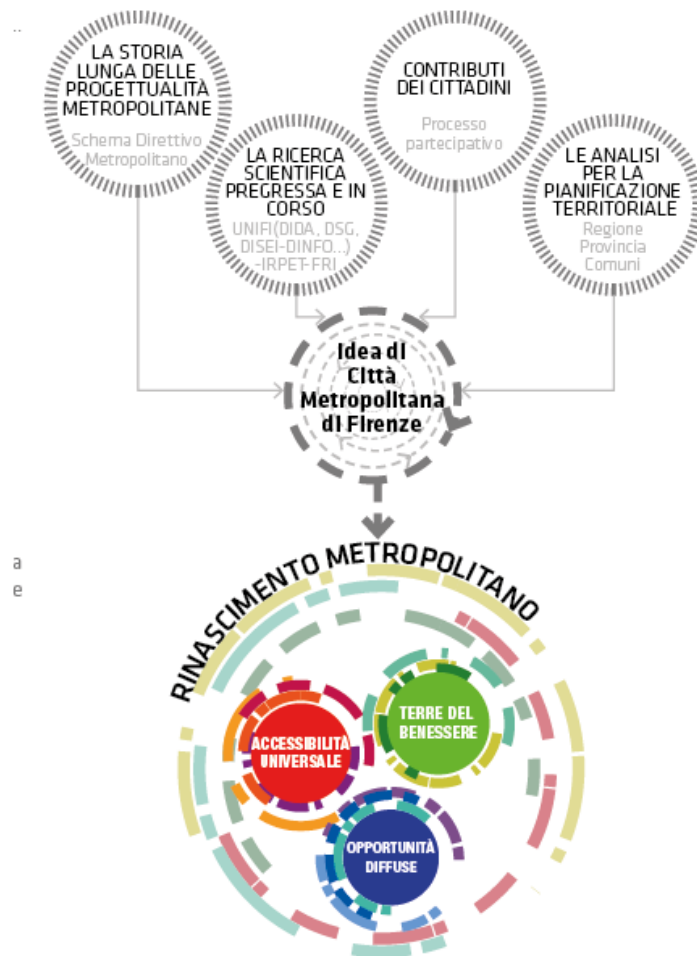 ..
LA STORIA
LUNGA DELLE
PROGETTUALITÀ
METROPOLITANE
Schema Direttivo
Metropolitano
LA RICERCA
SCIENTIFICA
PREGRESSA E IN
CORSO
UNIFI(DIDA, DSG,
DISEI-DINFO...)
-IRPET-FRI
CONTRIBUTI
DEI CITTADINI
Processo
partecipativo
LE ANALISI
PER LA
PIANIFICAZIONE
TERRITORIALE
Regione
Provincia
Comuni
Idea di
Città
Metropolitana
di Firenze
a
e
RINASCIMENTO METROPOLITANO
TERRE DEL
BENESSERE
ACCESSIBILITÀ
UNIVERSALE
OPPORTUNITÀ
DIFFUSE